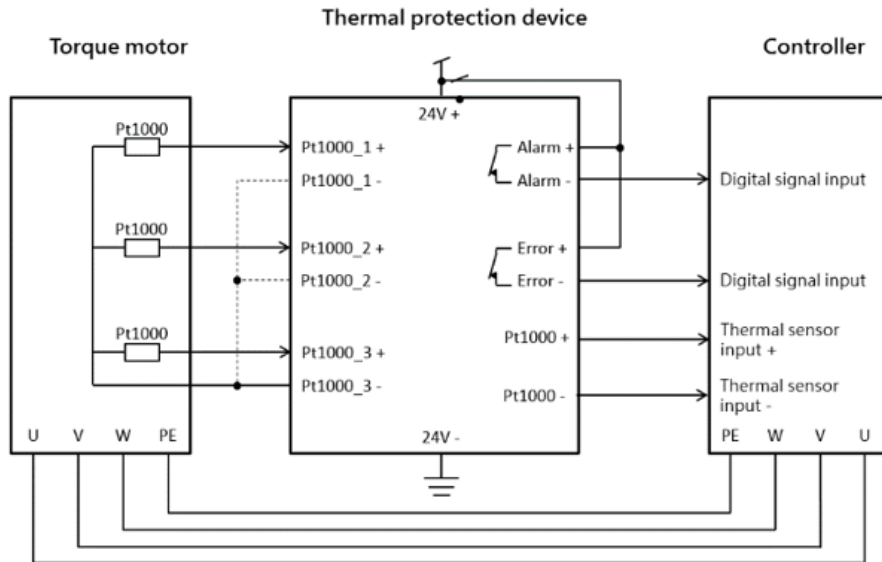 Thermal protection device
Torque motor
Controller
24V +
Pt1000
Pt1000_1 +
Alarm +
Pt1000_1 -
Alarm -
Digital signal input
Pt1000
Pt1000_2 +
Error +
Pt1000_2 -
Error -
Digital signal input
Pt1000
Pt1000_3 +
Pt1000 +
Thermal sensor
input +
Pt1000_3 -
Pt1000 -
Thermal sensor
input -
U V W PE
24V -
PE W V U